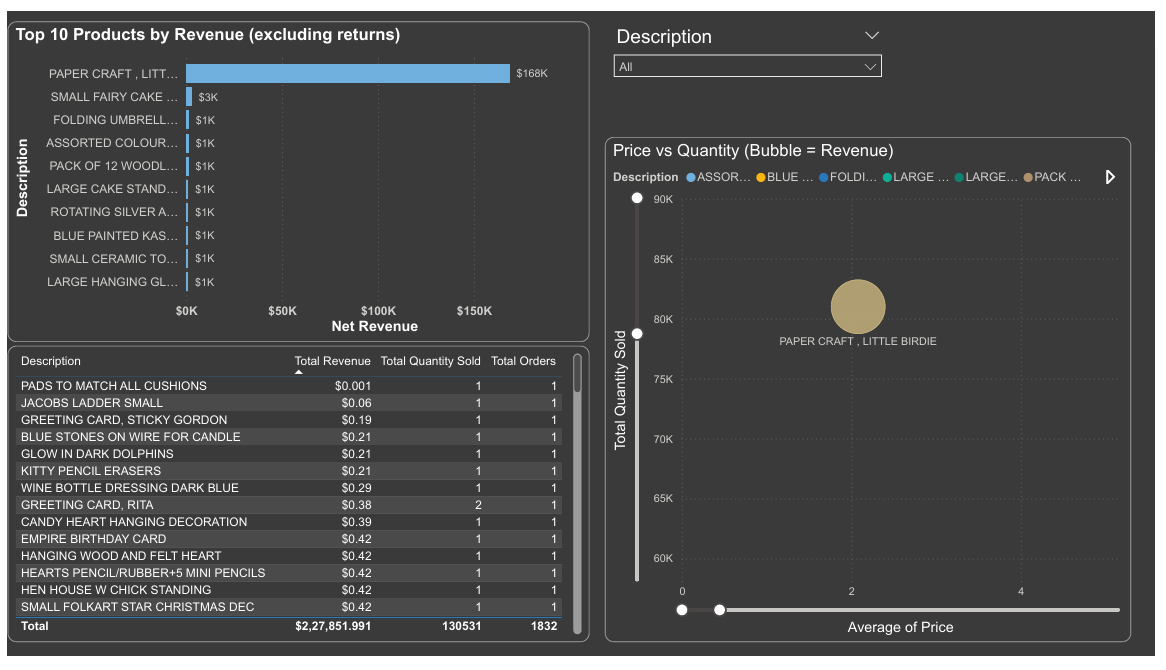 Top 10 Products by Revenue (excluding returns)
Description
PAPER CRAFT , LITT... $168K
SMALL FAIRY CAKE ... $3K
FOLDING UMBRELL... $1K
ASSORTED COLOUR... $1K
PACK OF 12 WOODL... $1K
LARGE CAKE STAND... $1K
ROTATING SILVER A... $1K
BLUE PAINTED KAS... $1K
SMALL CERAMIC TO... $1K
LARGE HANGING GL... $1K
$0K $50K $100K $150K
Net Revenue
Description
All
Description Total Revenue Total Quantity Sold Total Orders
PADS TO MATCH ALL CUSHIONS $0.001 1 1
JACOBS LADDER SMALL $0.06 1 1
GREETING CARD, STICKY GORDON $0.19 1 1
BLUE STONES ON WIRE FOR CANDLE $0.21 1 1
GLOW IN DARK DOLPHINS $0.21 1 1
KITTY PENCIL ERASERS $0.21 1 1
WINE BOTTLE DRESSING DARK BLUE $0.29 1 1
GREETING CARD, RITA $0.38 2 1
CANDY HEART HANGING DECORATION $0.39 1 1
EMPIRE BIRTHDAY CARD $0.42 1 1
HANGING WOOD AND FELT HEART $0.42 1 1
HEARTS PENCIL/RUBBER+5 MINI PENCILS $0.42 1 1
HEN HOUSE W CHICK STANDING $0.42 1 1
SMALL FOLKART STAR CHRISTMAS DEC $0.42 1 1
Total $2,27,851.991 130531 1832
Price vs Quantity (Bubble = Revenue)
Description ASSOR... BLUE ... FOLDI... LARGE ... LARGE... PACK ...
Total Quantity Sold
90K
85K
80K
PAPER CRAFT , LITTLE BIRDIE
75K
70K
65K
60K
0 2 4
Average of Price